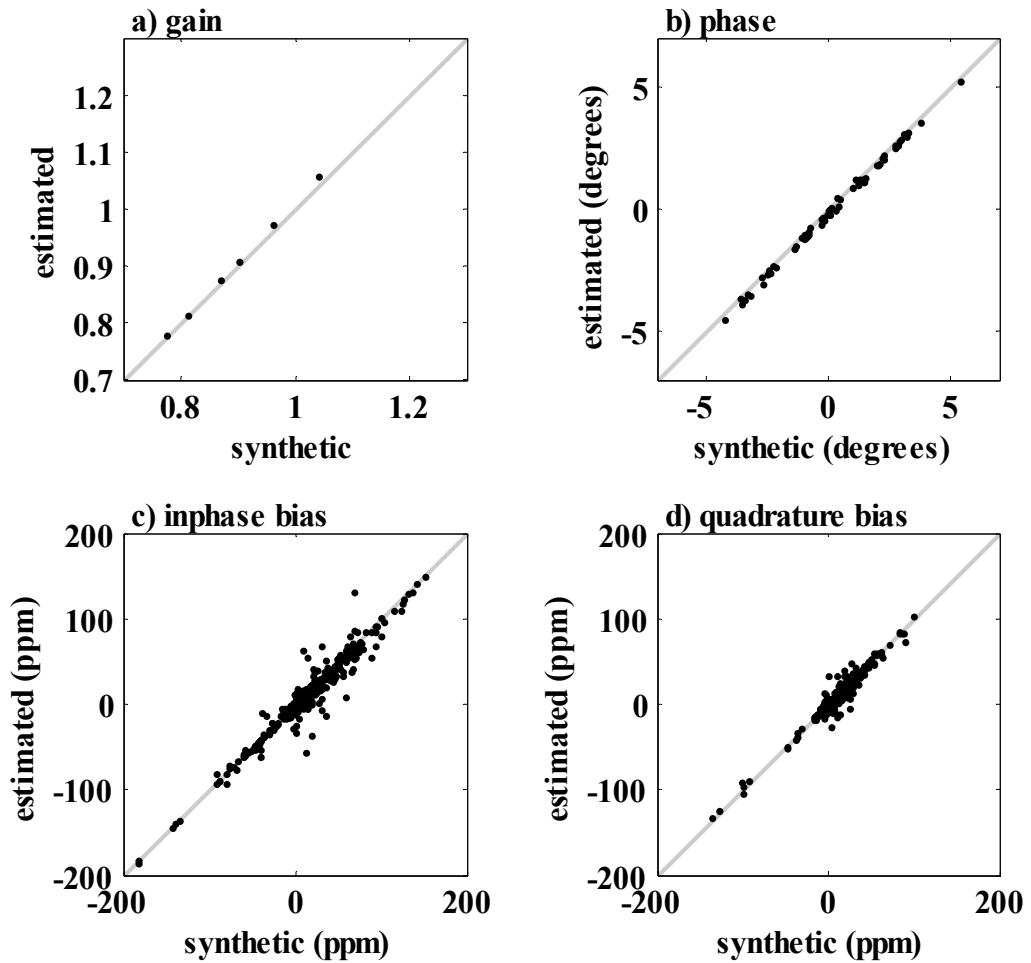 a) gain
1.2
1.1
1
0.9
0.8
0.7
estimated
0.8 1 1.2
synthetic
b) phase
5
0
-5
estimated (degrees)
-5 0 5
synthetic (degrees)
c) inphase bias
200
100
0
-100
-200
estimated (ppm)
-200 0 200
synthetic (ppm)
d) quadrature bias
200
100
0
-100
-200
estimated (ppm)
-200 0 200
synthetic (ppm)